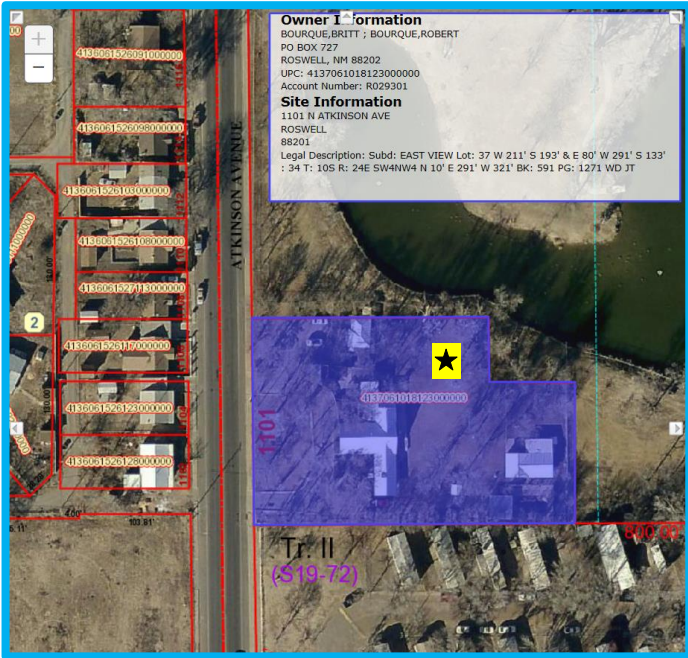 Owner Information
BOURQUE,BRITT ; BOURQUE,ROBERT
PO BOX 727
ROSWELL, NM 88202
UPC: 4137061018123000000
Account Number: R029301
Site Information
1101 N ATKINSON AVE
ROSWELL
88201
Legal Description: Subd: EAST VIEW Lot: 37 W 211' S 193' & E 80' W 291' S 133'
: 34 T: 10S R: 24E SW4NW4 N 10' E 291' W 321' BK: 591 PG: 1271 WD JT
+
−
4136061526091000000
4136061526098000000
4136061526103000000
4136061526108000000
4136061527113000000
4136061526117000000
4136061526123000000
4136061526128000000
ATKINSON AVENUE
2
4137061018123000000
1101
103.91'
Tr. II
(S19-72)
800.00'